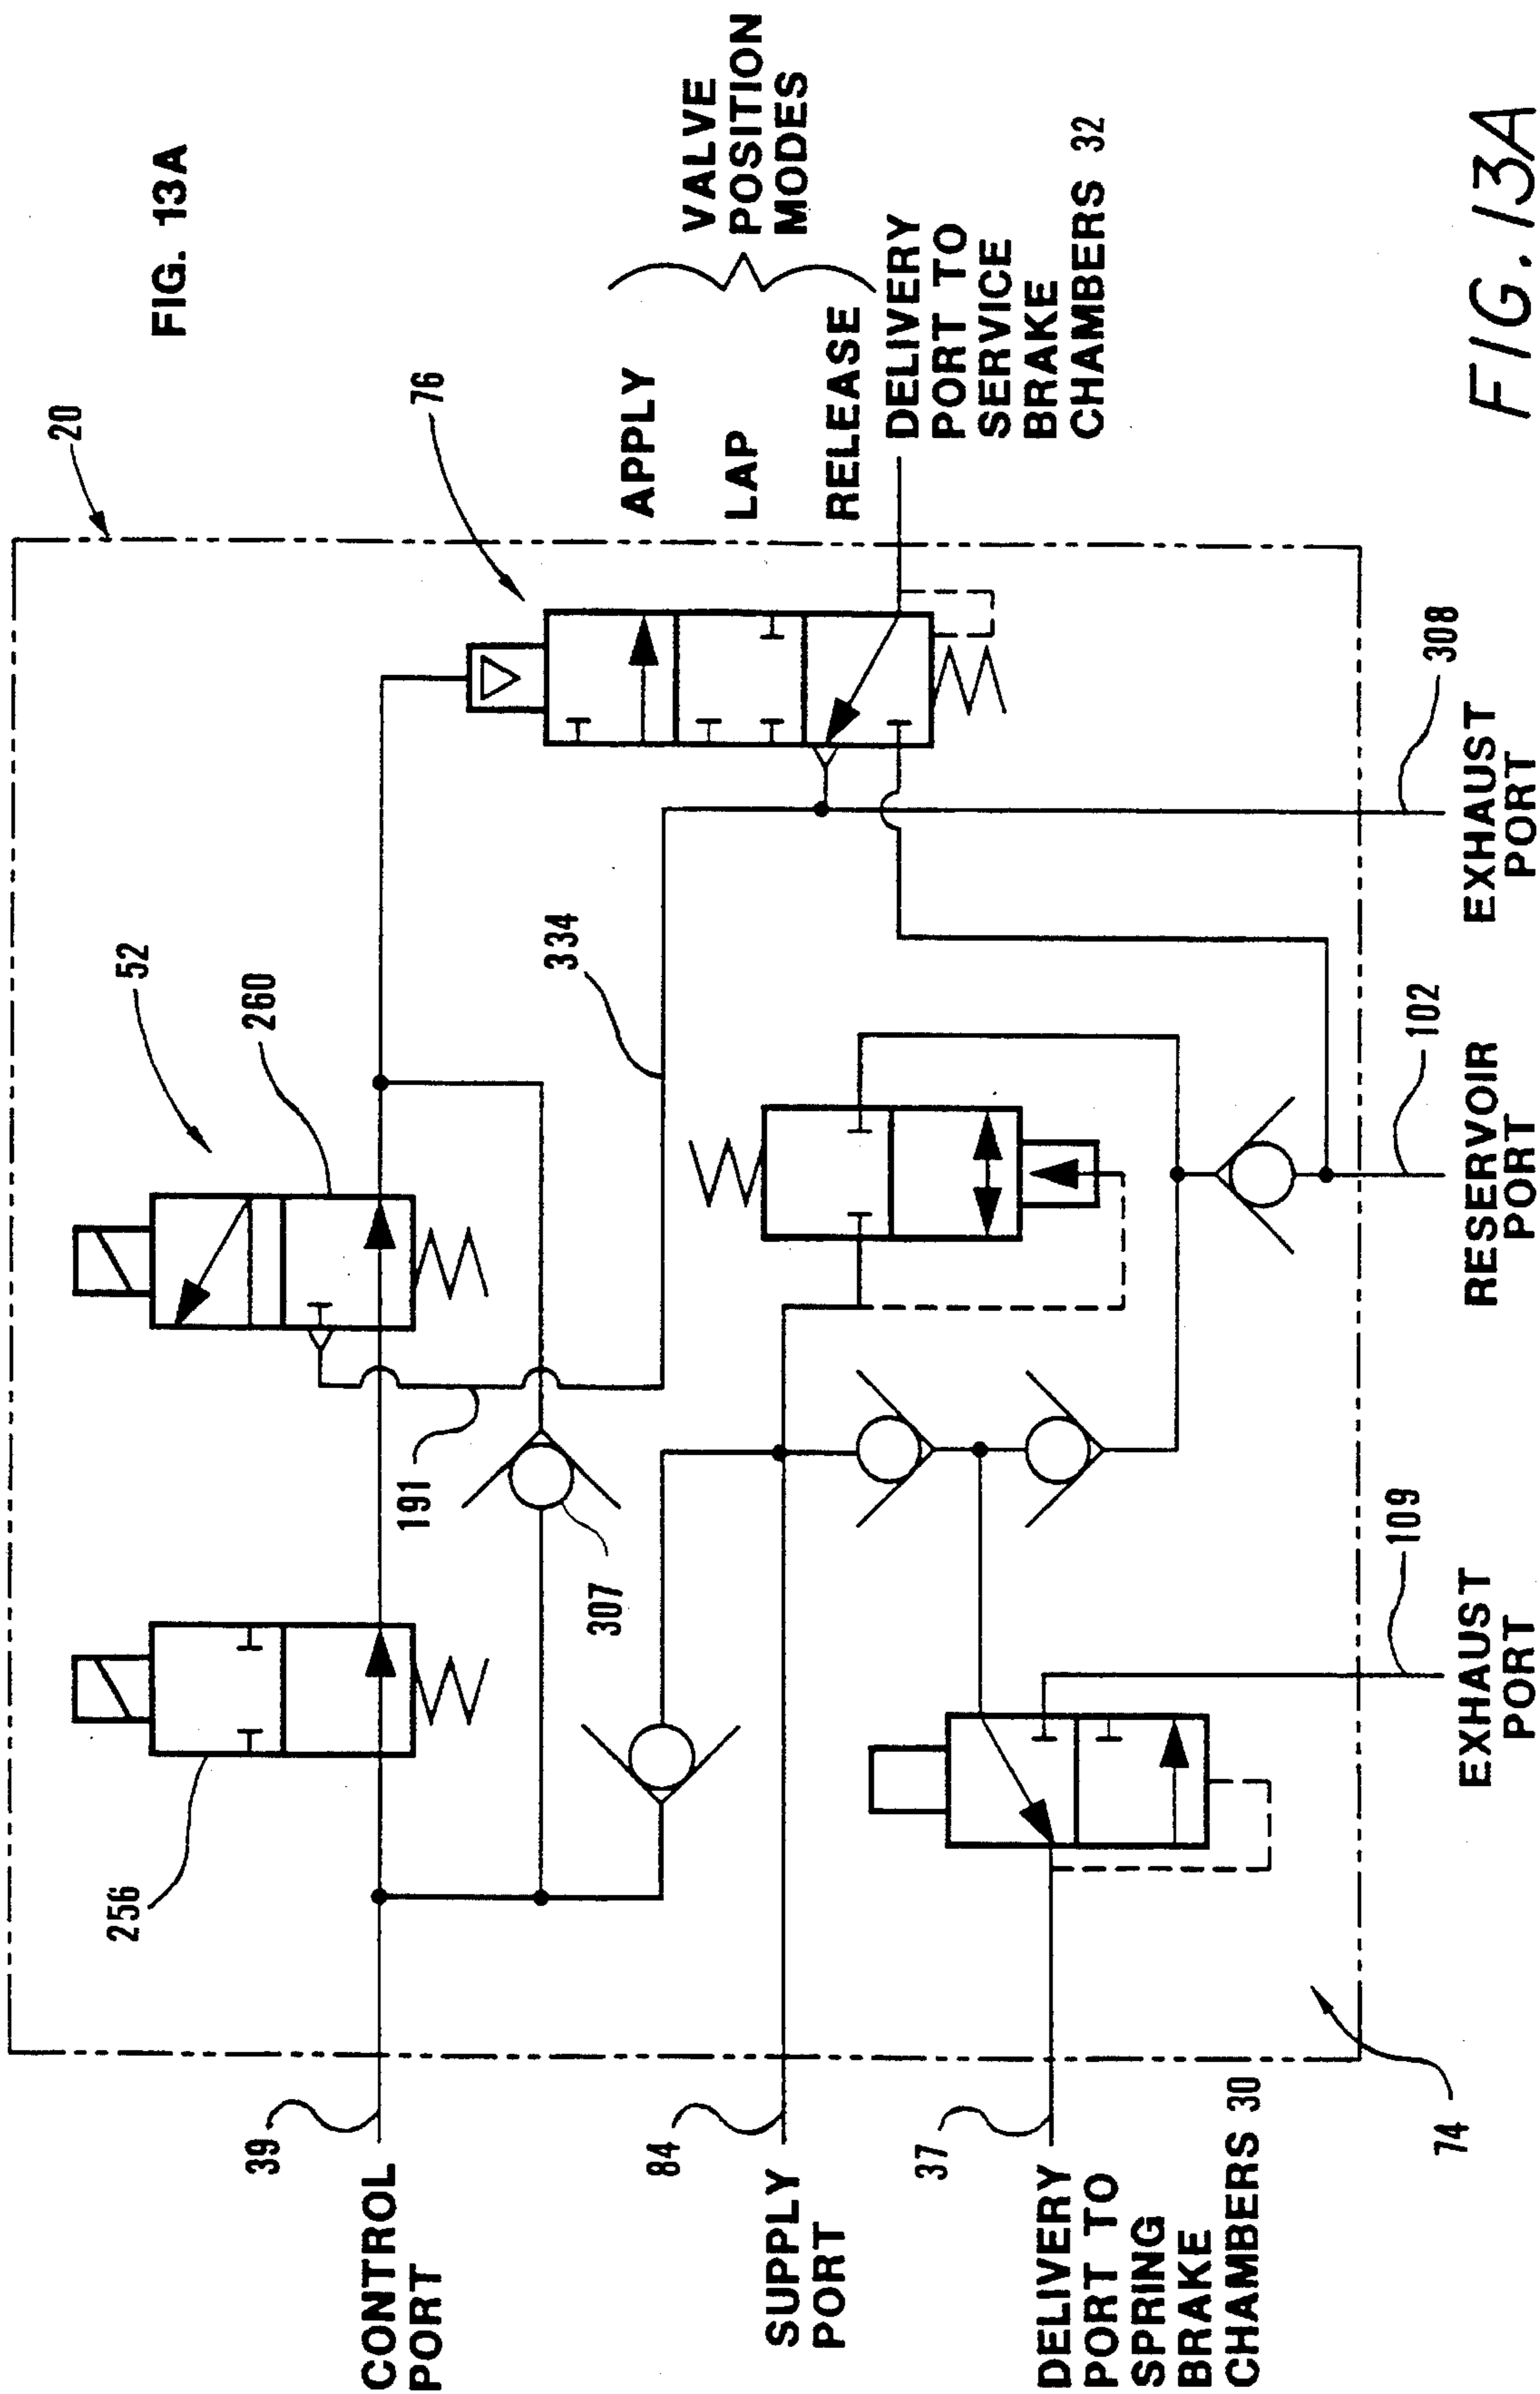 FIG. 13A
20
76
52
260
256
334
191
307
39
CONTROL
PORT
84
SUPPLY
PORT
37
DELIVERY
PORT TO
SPRING
BRAKE
CHAMBERS 30
74
APPLY
LAP
RELEASE
VALVE
POSITION
MODES
DELIVERY
PORT TO
SERVICE
BRAKE
CHAMBERS 32
109
EXHAUST
PORT
102
RESERVOIR
PORT
308
EXHAUST
PORT
FIG. 13A